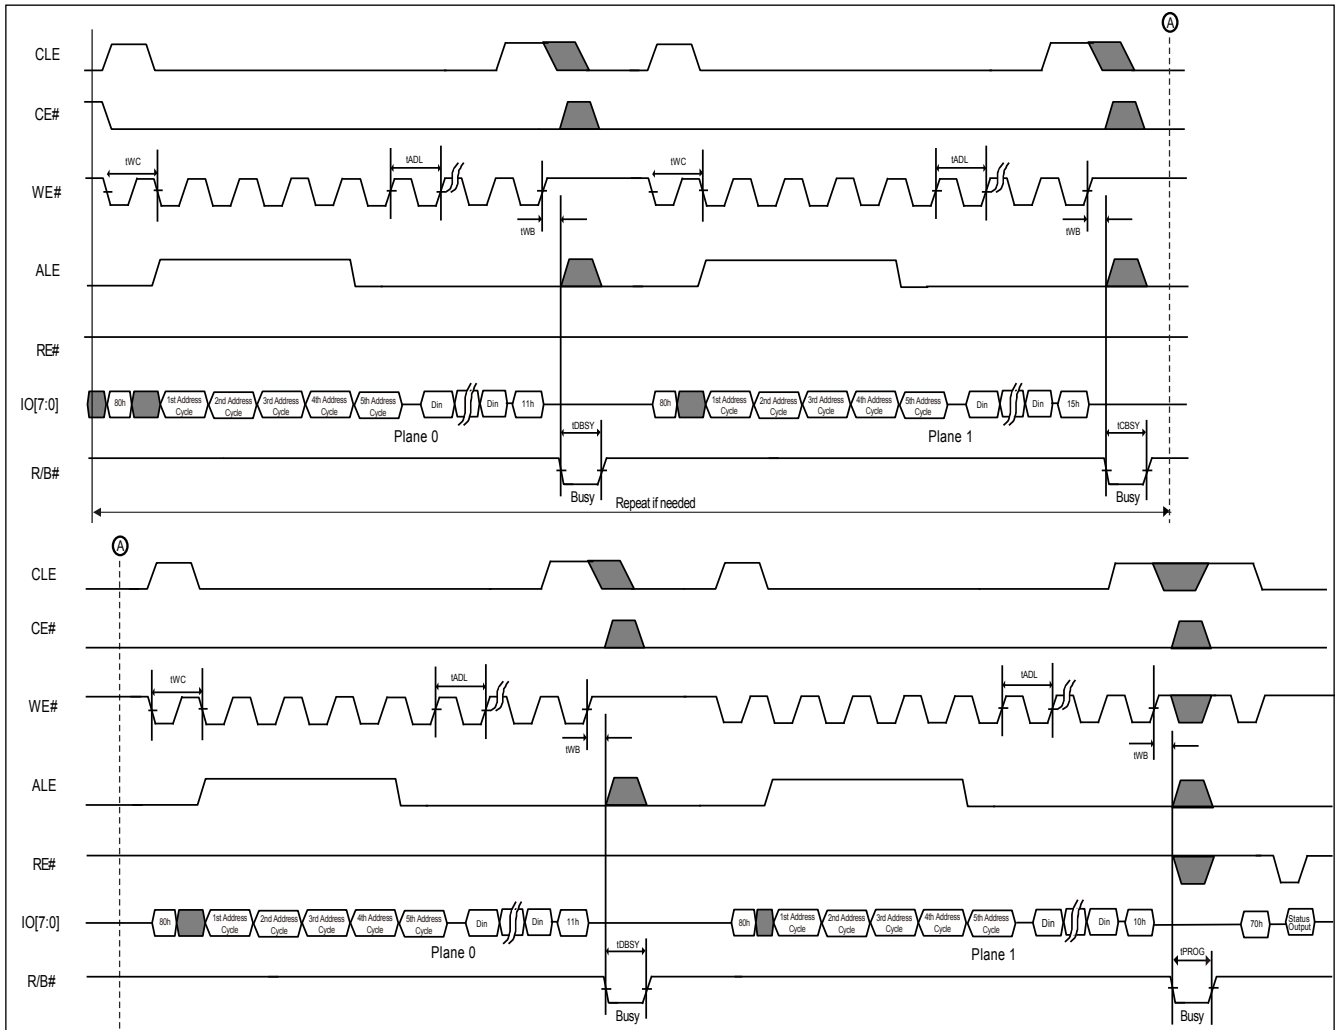 A
CLE
CE#
tWC
tADL
tWC
tADL
WE#
tWB
tWB
ALE
RE#
IO[7:0]
80h
1st Address Cycle
2nd Address Cycle
3rd Address Cycle
4th Address Cycle
5th Address Cycle
Din
Din
11h
80h
1st Address Cycle
2nd Address Cycle
3rd Address Cycle
4th Address Cycle
5th Address Cycle
Din
Din
15h
Plane 0
tDBSY
Plane 1
tCBSY
R/B#
Busy
Busy
Repeat if needed
A
CLE
CE#
tWC
tADL
tADL
WE#
tWB
tWB
ALE
RE#
IO[7:0]
80h
1st Address Cycle
2nd Address Cycle
3rd Address Cycle
4th Address Cycle
5th Address Cycle
Din
Din
11h
80h
1st Address Cycle
2nd Address Cycle
3rd Address Cycle
4th Address Cycle
5th Address Cycle
Din
Din
10h
70h
Status Output
Plane 0
tDBSY
Plane 1
tPROG
R/B#
Busy
Busy